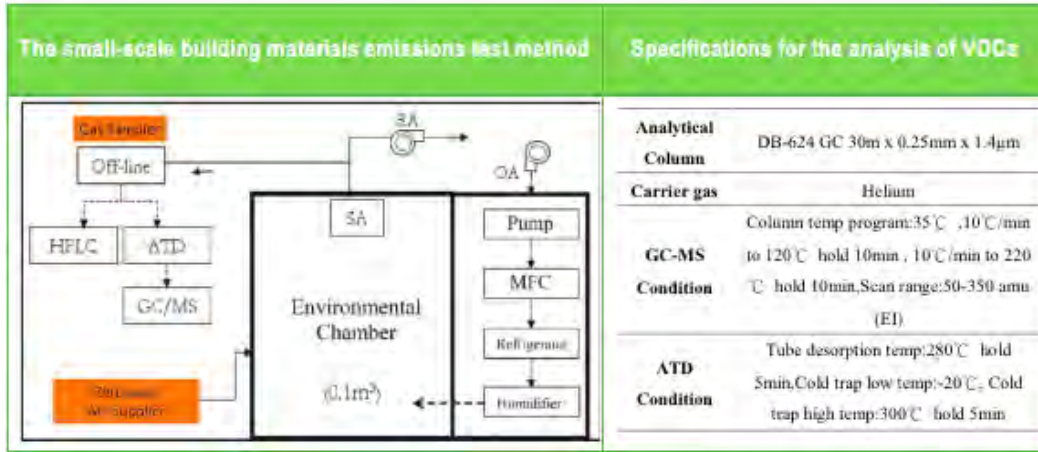 The small-scale building materials emissions test method
Specifications for the analysis of VOCs
Gas Sampler
Off-line
EA
OA
HPLC
ATD
GC/MS
SA
Environmental
Chamber
(0.1m³)
Pump
MFC
Refrigerator
Humidifier
Air Supplier
Analytical
Column
DB-624 GC 30m x 0.25mm x 1.4μm
Carrier gas
Helium
GC-MS
Condition
Column temp program:35℃ ,10℃/min
to 120℃ hold 10min , 10℃/min to 220
℃ hold 10min,Scan range:50-350 amu
(EI)
ATD
Condition
Tube desorption temp:280℃ hold
5min,Cold trap low temp:-20℃, Cold
trap high temp:300℃ hold 5min